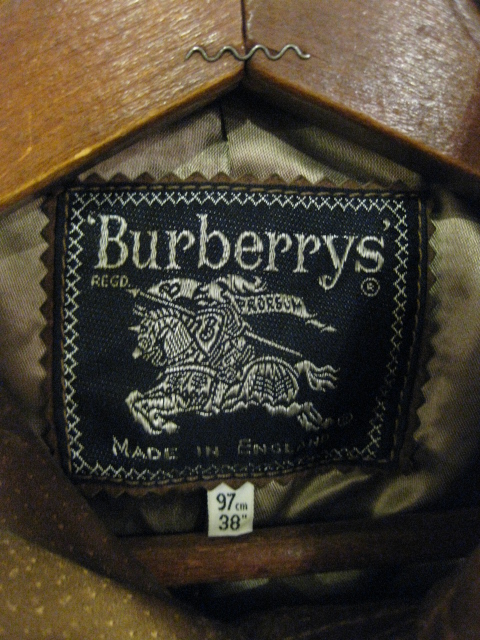 'Burberrys'
REGD.
®
PRORSUM
®
MADE IN ENGLAND
97cm
38"